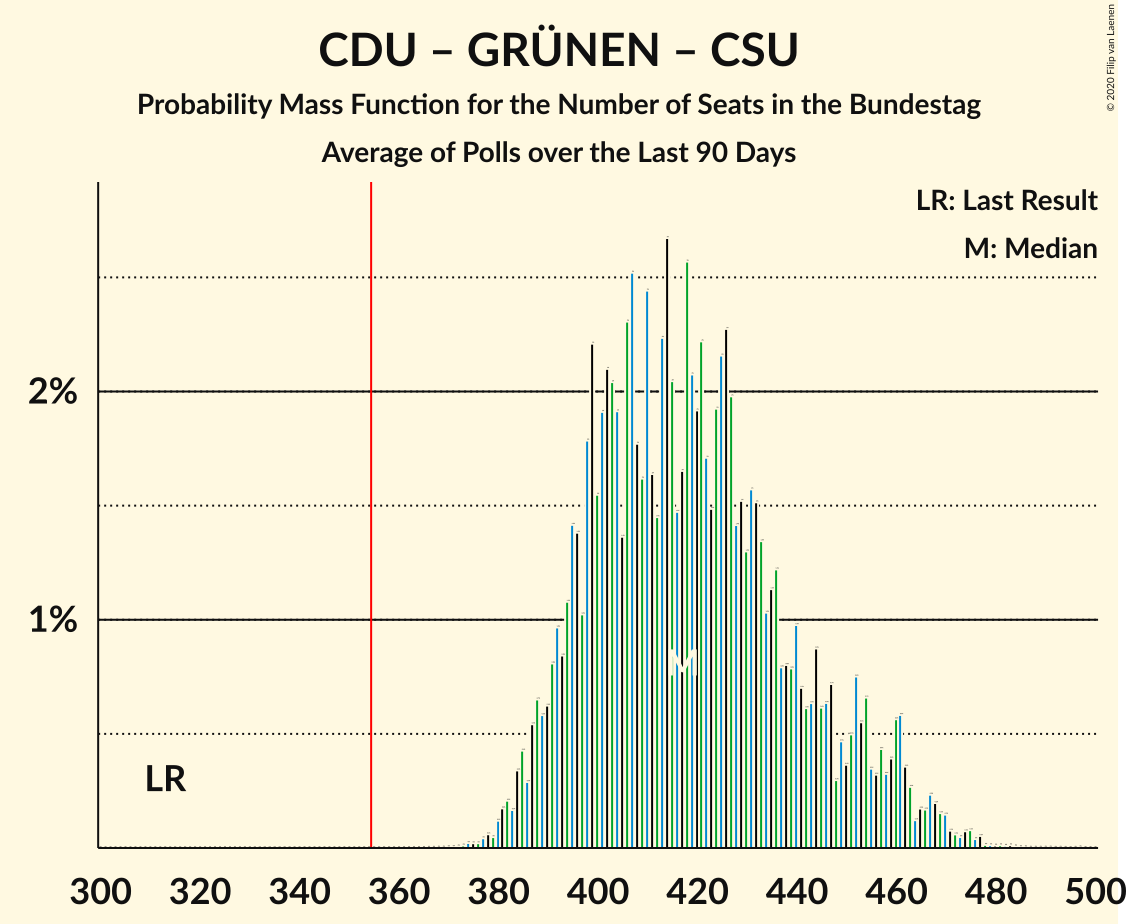 CDU – GRÜNEN – CSU
Probability Mass Function for the Number of Seats in the Bundestag
Average of Polls over the Last 90 Days
© 2020 Filip van Laenen
LR: Last Result
M: Median
2%
1%
M
LR
300 320 340 360 380 400 420 440 460 480 500